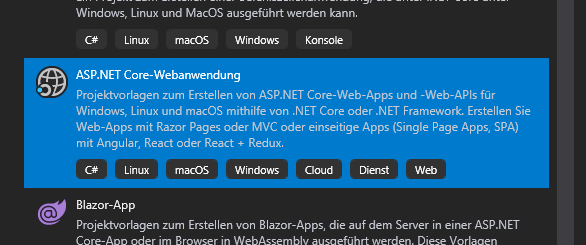 Windows, Linux und MacOS ausgeführt werden kann.
C# Linux macOS Windows Konsole
ASP.NET Core-Webanwendung
Projektvorlagen zum Erstellen von ASP.NET Core-Web-Apps und -Web-APIs für
Windows, Linux und macOS mithilfe von .NET Core oder .NET Framework. Erstellen Sie
Web-Apps mit Razor Pages oder MVC oder einseitige Apps (Single Page Apps, SPA)
mit Angular, React oder React + Redux.
C# Linux macOS Windows Cloud Dienst Web
Blazor-App
Projektvorlagen zum Erstellen von Blazor-Apps, die auf dem Server in einer ASP.NET
Core-App oder im Browser in WebAssembly ausgeführt werden. Diese Vorlagen